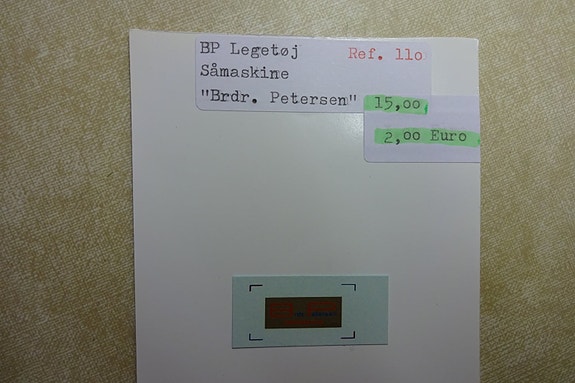 BP Legetøj Ref. 110
Såmaskine
"Brdr. Petersen" 15,00
2,00 Euro